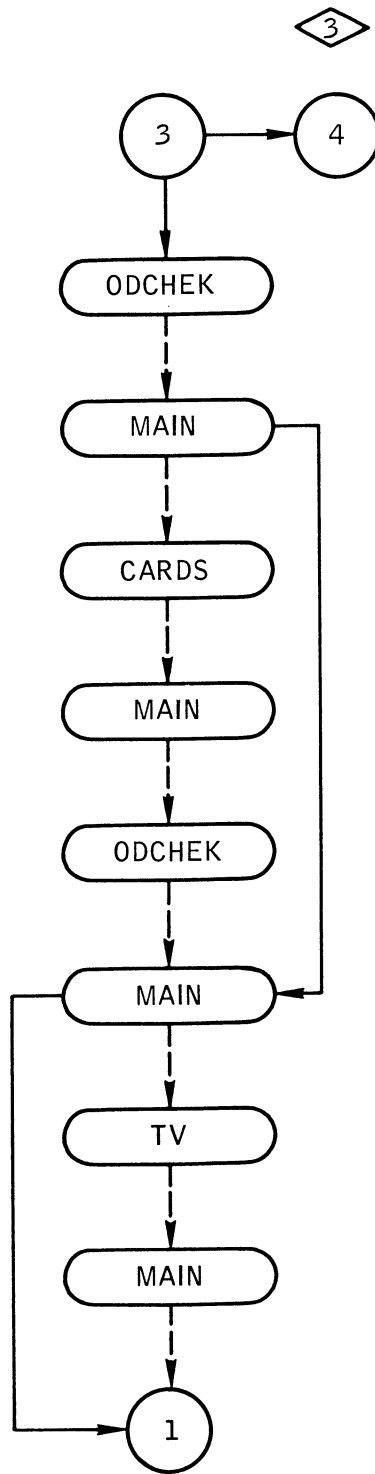 3
3 4
ODCHEK
MAIN
CARDS
MAIN
ODCHEK
MAIN
TV
MAIN
1